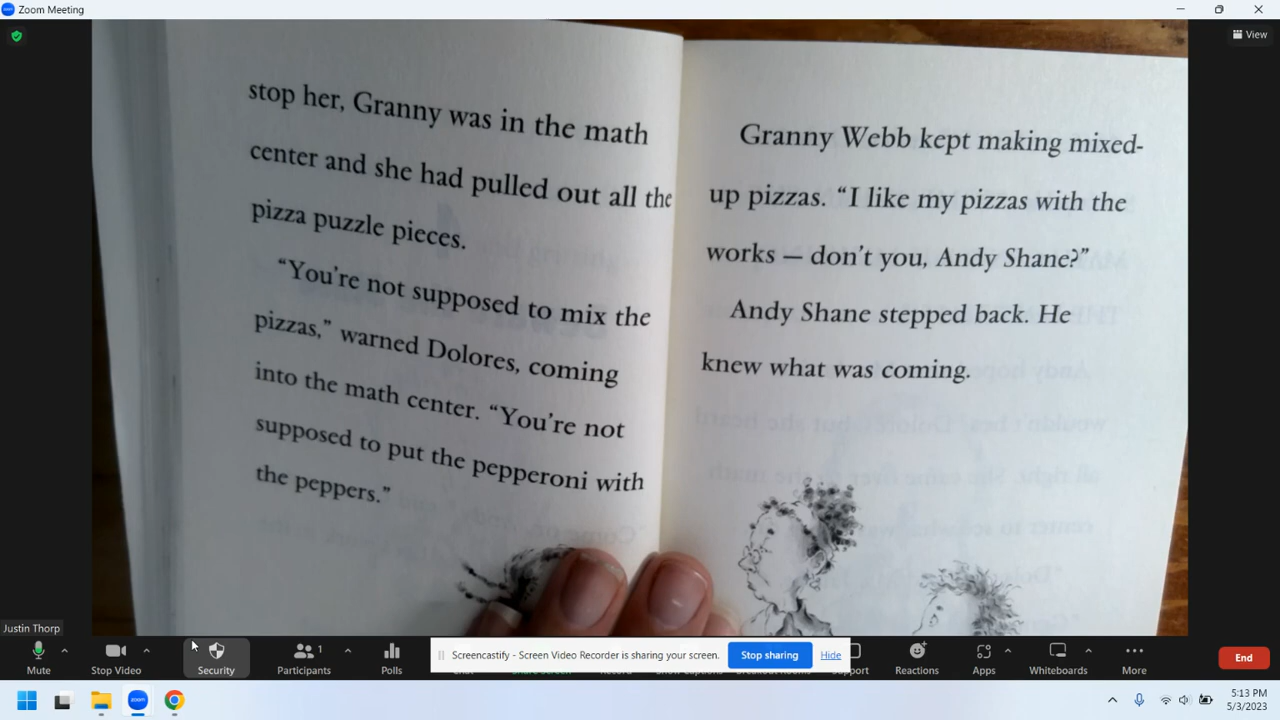 Zoom Meeting
View
stop her, Granny was in the math
center and she had pulled out all the
pizza puzzle pieces.
“You're not supposed to mix the
pizzas,” warned Dolores, coming
into the math center. “You're not
supposed to put the pepperoni with
the peppers.”
Granny Webb kept making mixed-
up pizzas. “I like my pizzas with the
works — don't you, Andy Shane?”
Andy Shane stepped back. He
knew what was coming.
Justin Thorp
Mute
Stop Video
Security
Participants
1
Polls
Screencastify - Screen Video Recorder is sharing your screen.
Stop sharing
Hide
Reactions
Apps
Whiteboards
More
End
zoom
5:13 PM
5/3/2023